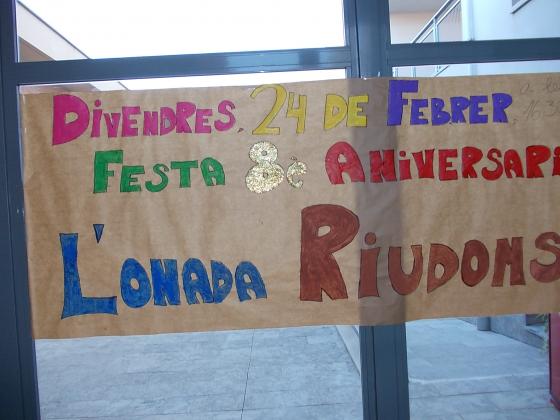 DIVENDRES, 24 DE FEBRER,
FESTA 8è ANIVERSARI
L'ONADA RIUDOMS